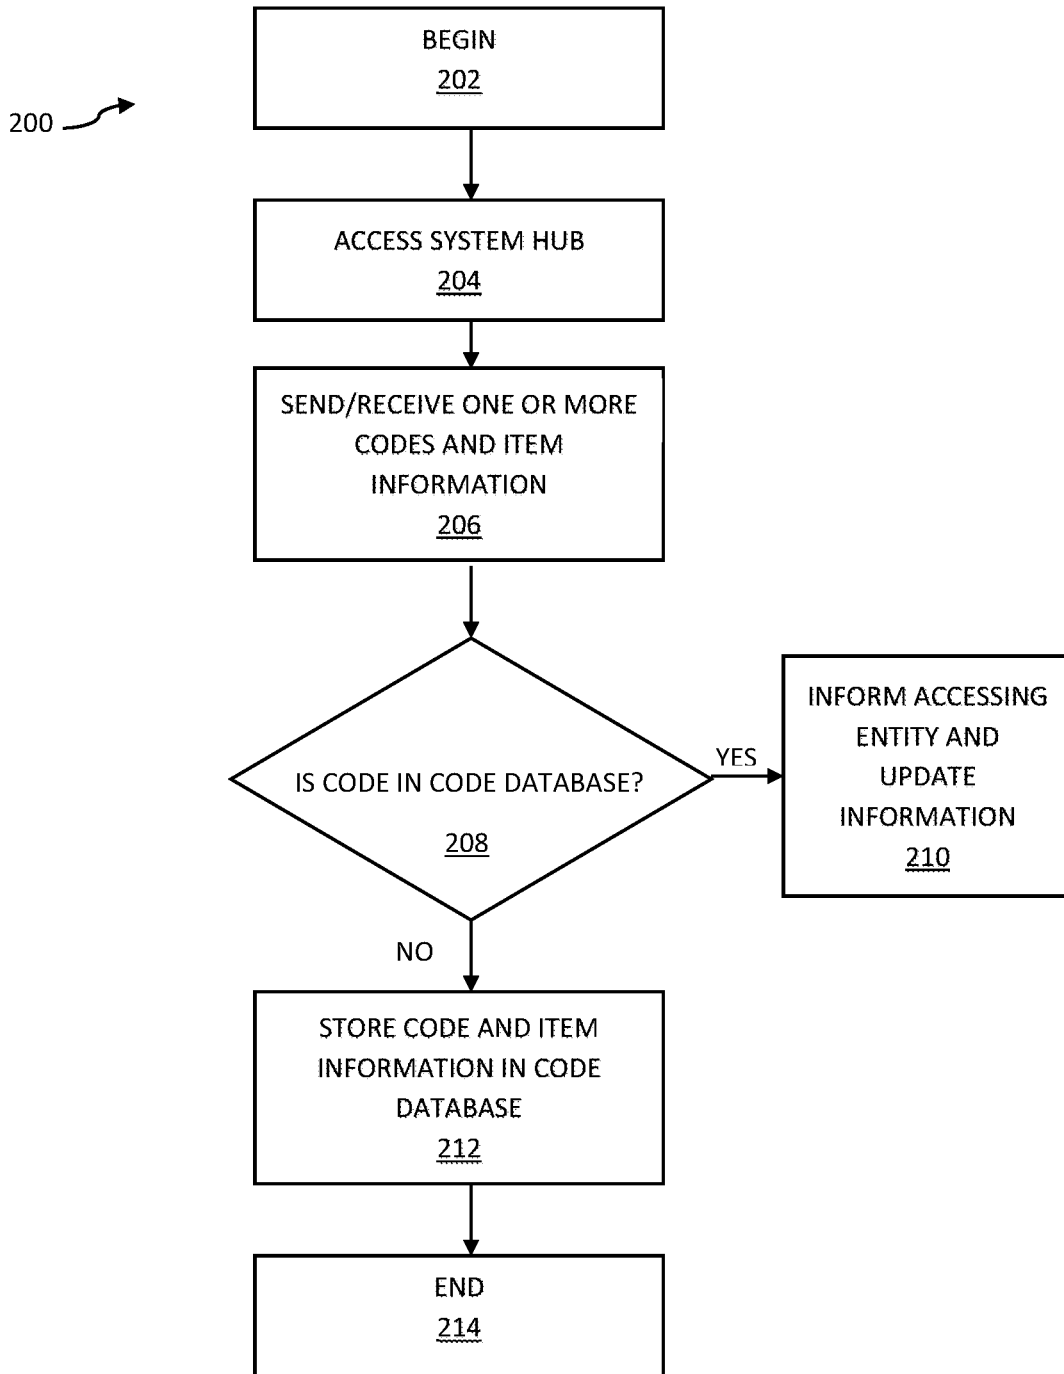 BEGIN
202
200
ACCESS SYSTEM HUB
204
SEND/RECEIVE ONE OR MORE
CODES AND ITEM
INFORMATION
206
IS CODE IN CODE DATABASE?
208
YES
INFORM ACCESSING
ENTITY AND
UPDATE
INFORMATION
210
NO
STORE CODE AND ITEM
INFORMATION IN CODE
DATABASE
212
END
214